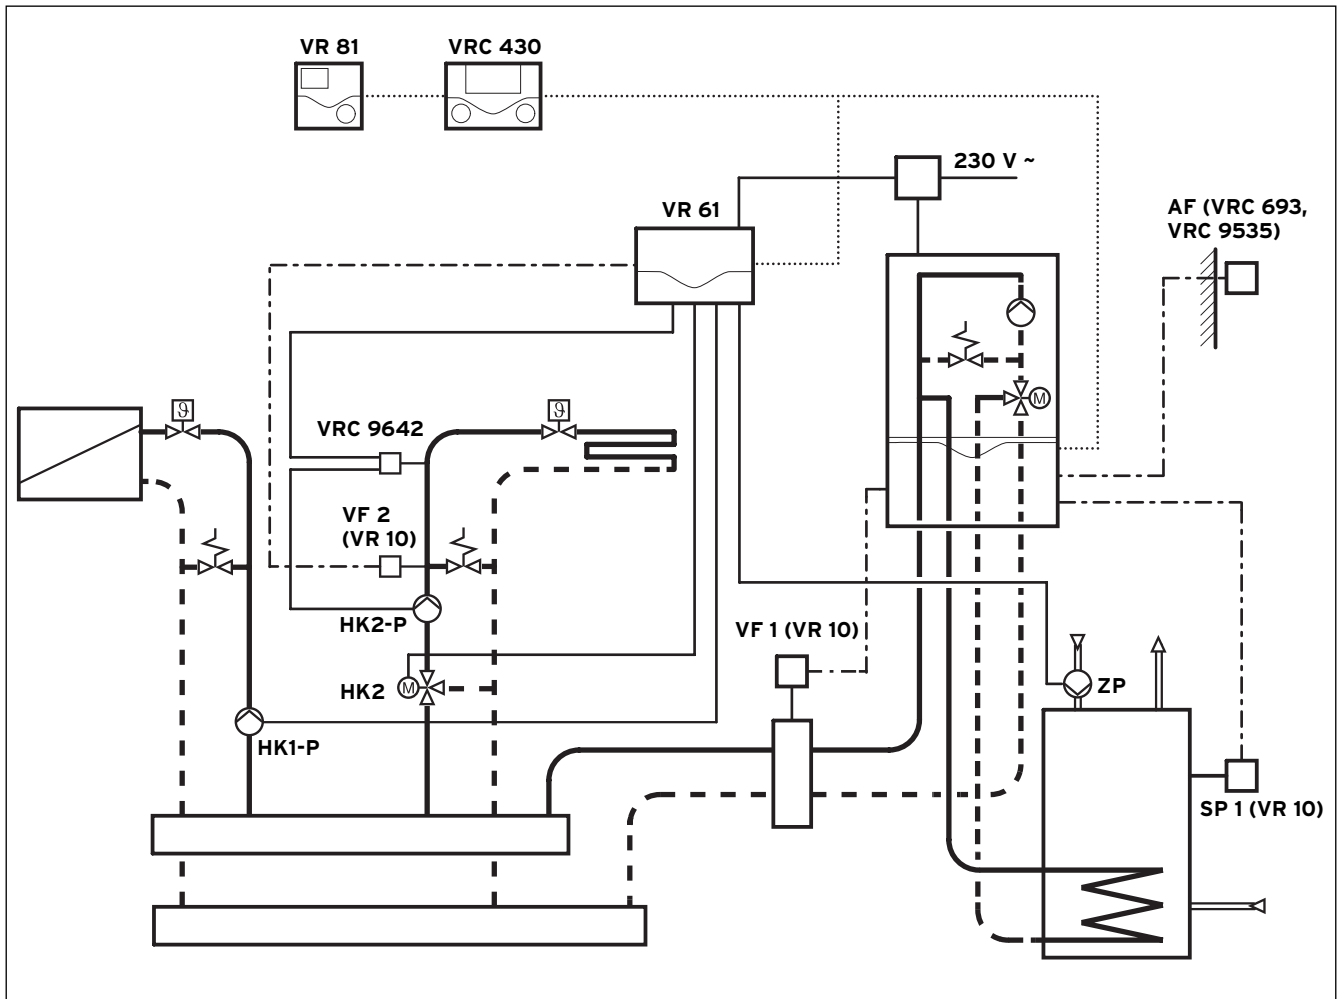 VR 81
VRC 430
230 V ~
AF (VRC 693,
VRC 9535)
VR 61
ϑ
ϑ
M
VRC 9642
VF 2
(VR 10)
HK2-P
VF 1 (VR 10)
HK2
M
ZP
HK1-P
SP 1 (VR 10)